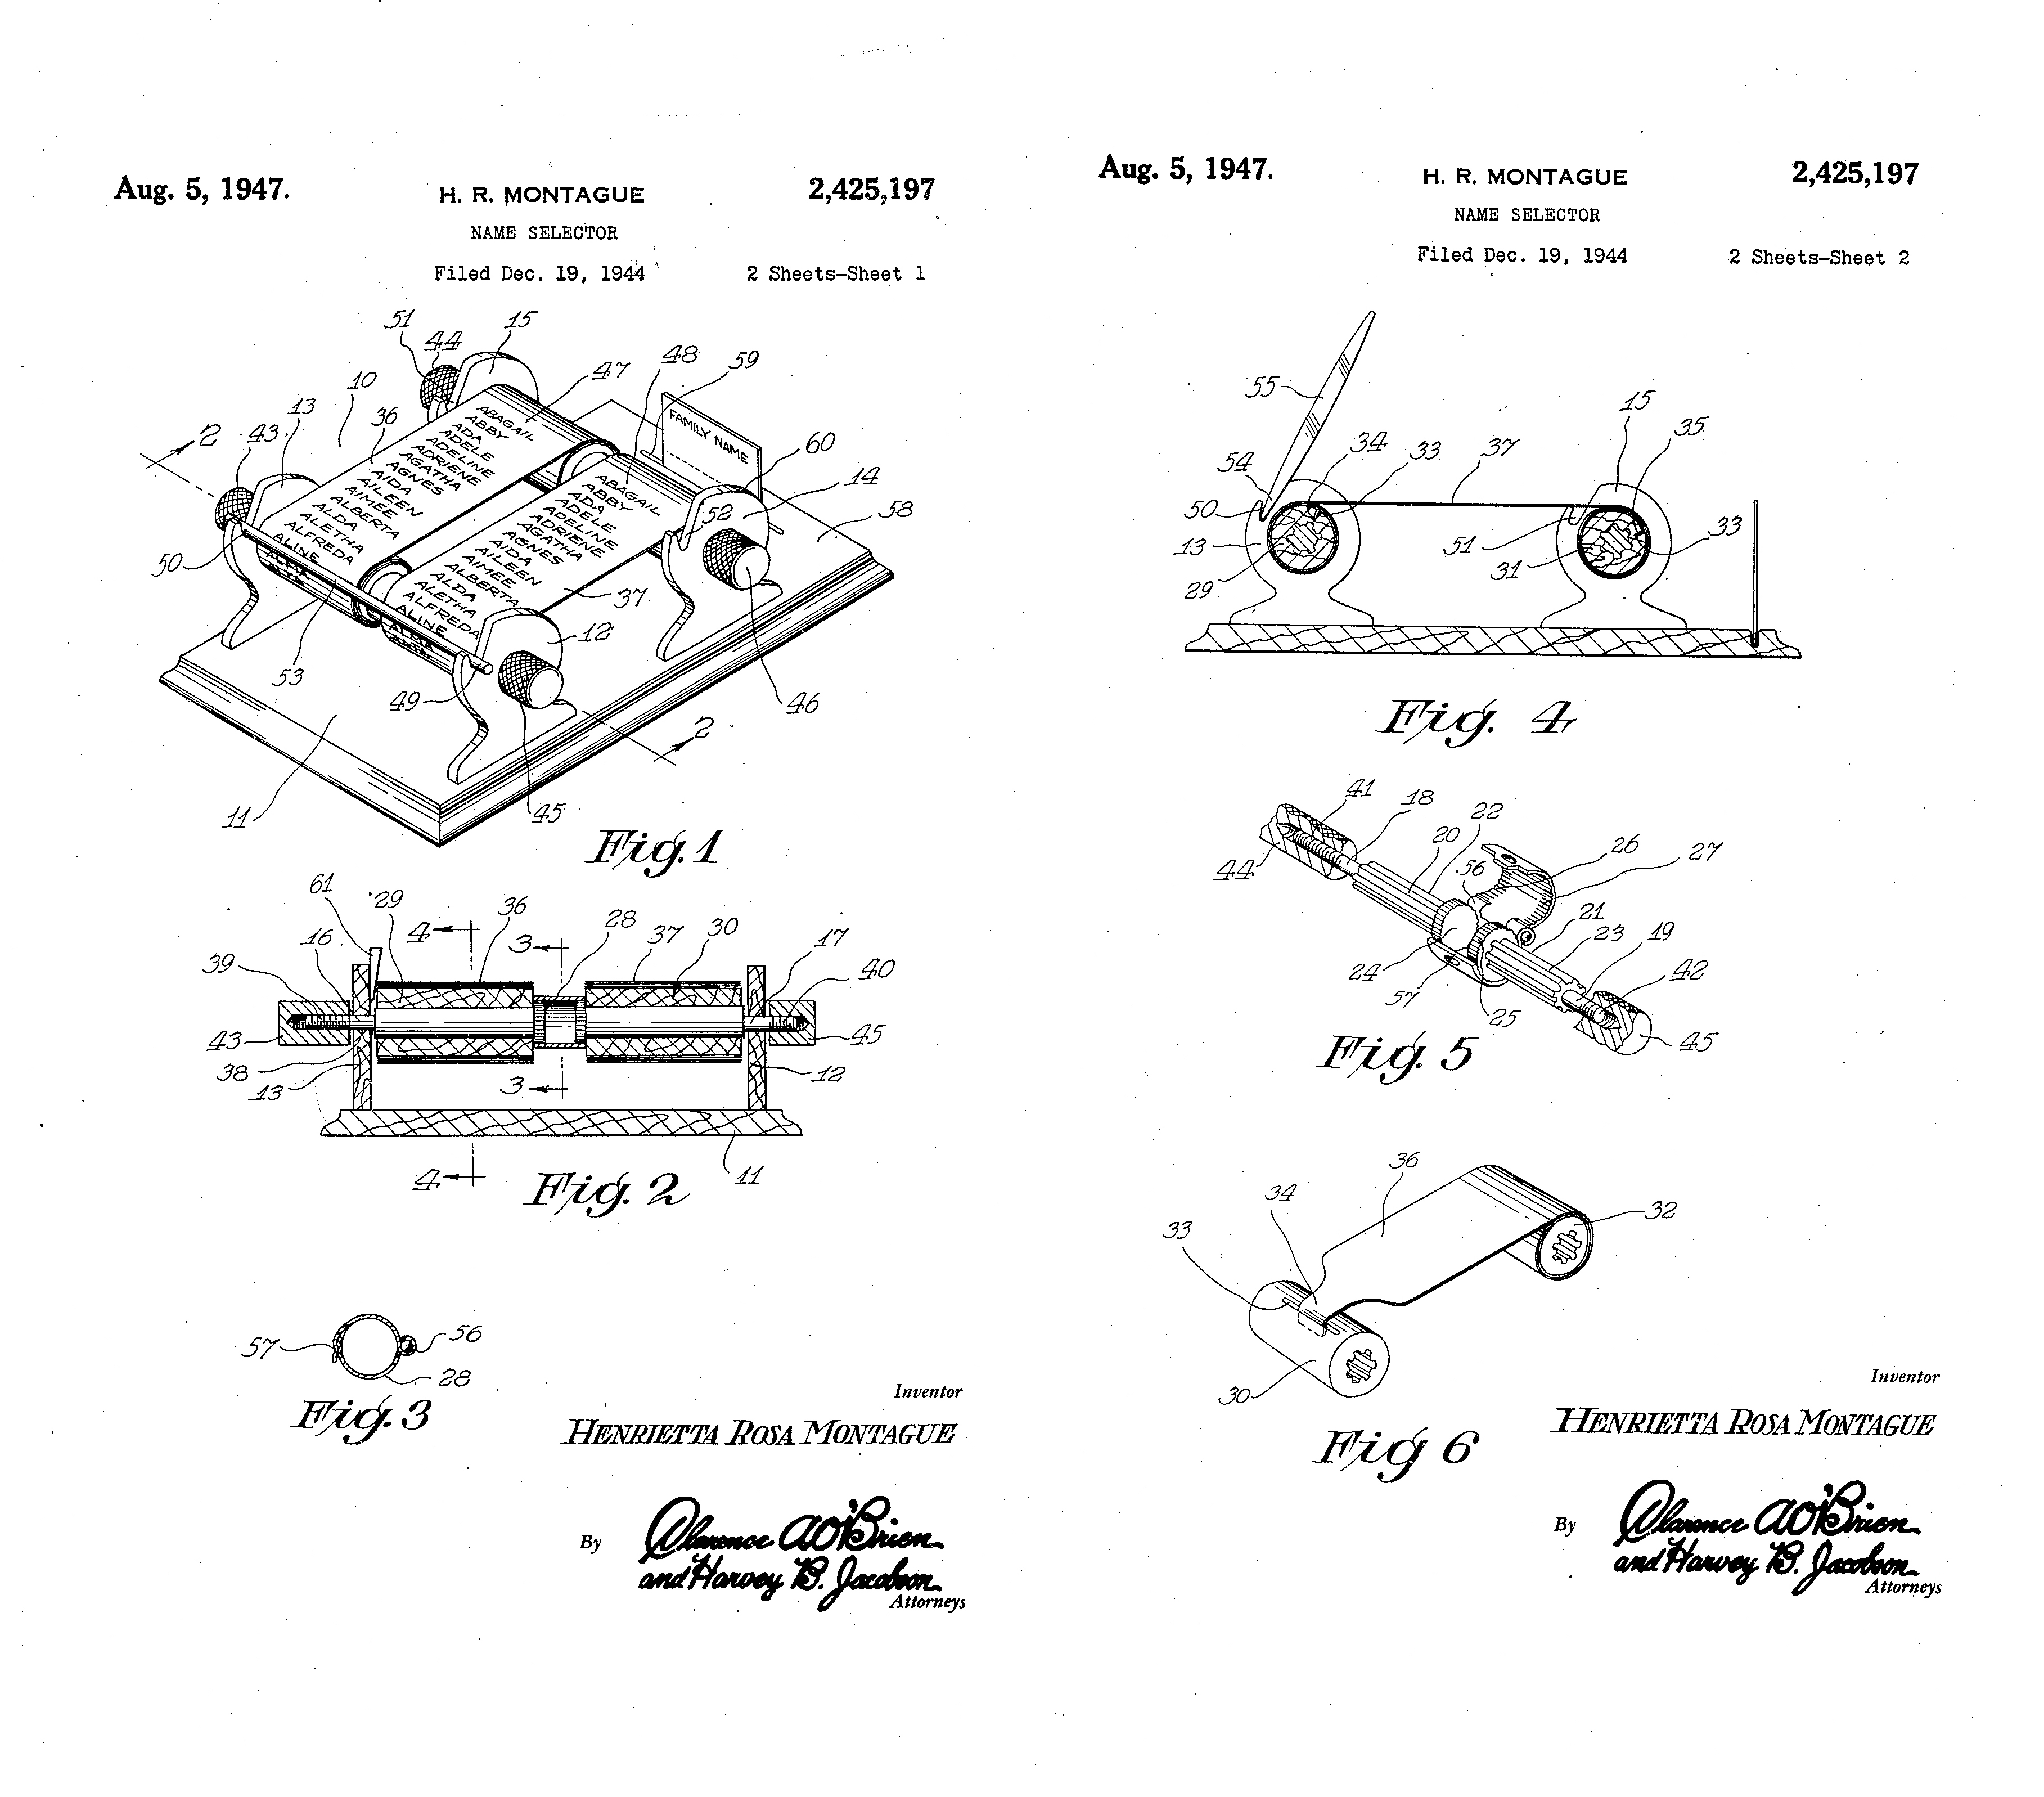 Aug. 5, 1947.
H. R. MONTAGUE
2,425,197
NAME SELECTOR
Filed Dec. 19, 1944
2 Sheets-Sheet 1
51
44
15
10
47
48
59
13
36
43
2
60
14
52
58
50
37
12
53
49
46
2
45
11
FAMILY NAME
ABAGAIL
ABBY
ADA
ADELE
ADELINE
ADRIENE
AGATHA
AGNES
AIDA
AILEEN
AIMEE
ALBERTA
ALDA
ALETHA
ALFREDA
ALINE
ALMA
ALTA
ABAGAIL
ABBY
ADA
ADELE
ADELINE
ADRIENE
AGATHA
AGNES
AIDA
AILEEN
AIMEE
ALBERTA
ALDA
ALETHA
ALFREDA
ALINE
ALMA
ALTA
Fig.1
61
29
4
36
3
28
37
30
17
40
16
39
43
38
13
3
45
12
4
11
Fig. 2
57
56
28
Fig. 3
Inventor
HENRIETTA ROSA MONTAGUE
By Clarence A. O'Brien
and Harvey B. Jacobson
Attorneys
Aug. 5, 1947.
H. R. MONTAGUE
2,425,197
NAME SELECTOR
Filed Dec. 19, 1944
2 Sheets-Sheet 2
55
15
34
33
37
35
54
50
13
51
31
33
29
Fig. 4
41
18
22
20
26
27
56
44
21
23
19
24
42
57
25
45
Fig. 5
36
34
32
33
30
Fig 6
Inventor
HENRIETTA ROSA MONTAGUE
By Clarence A. O'Brien
and Harvey B. Jacobson
Attorneys